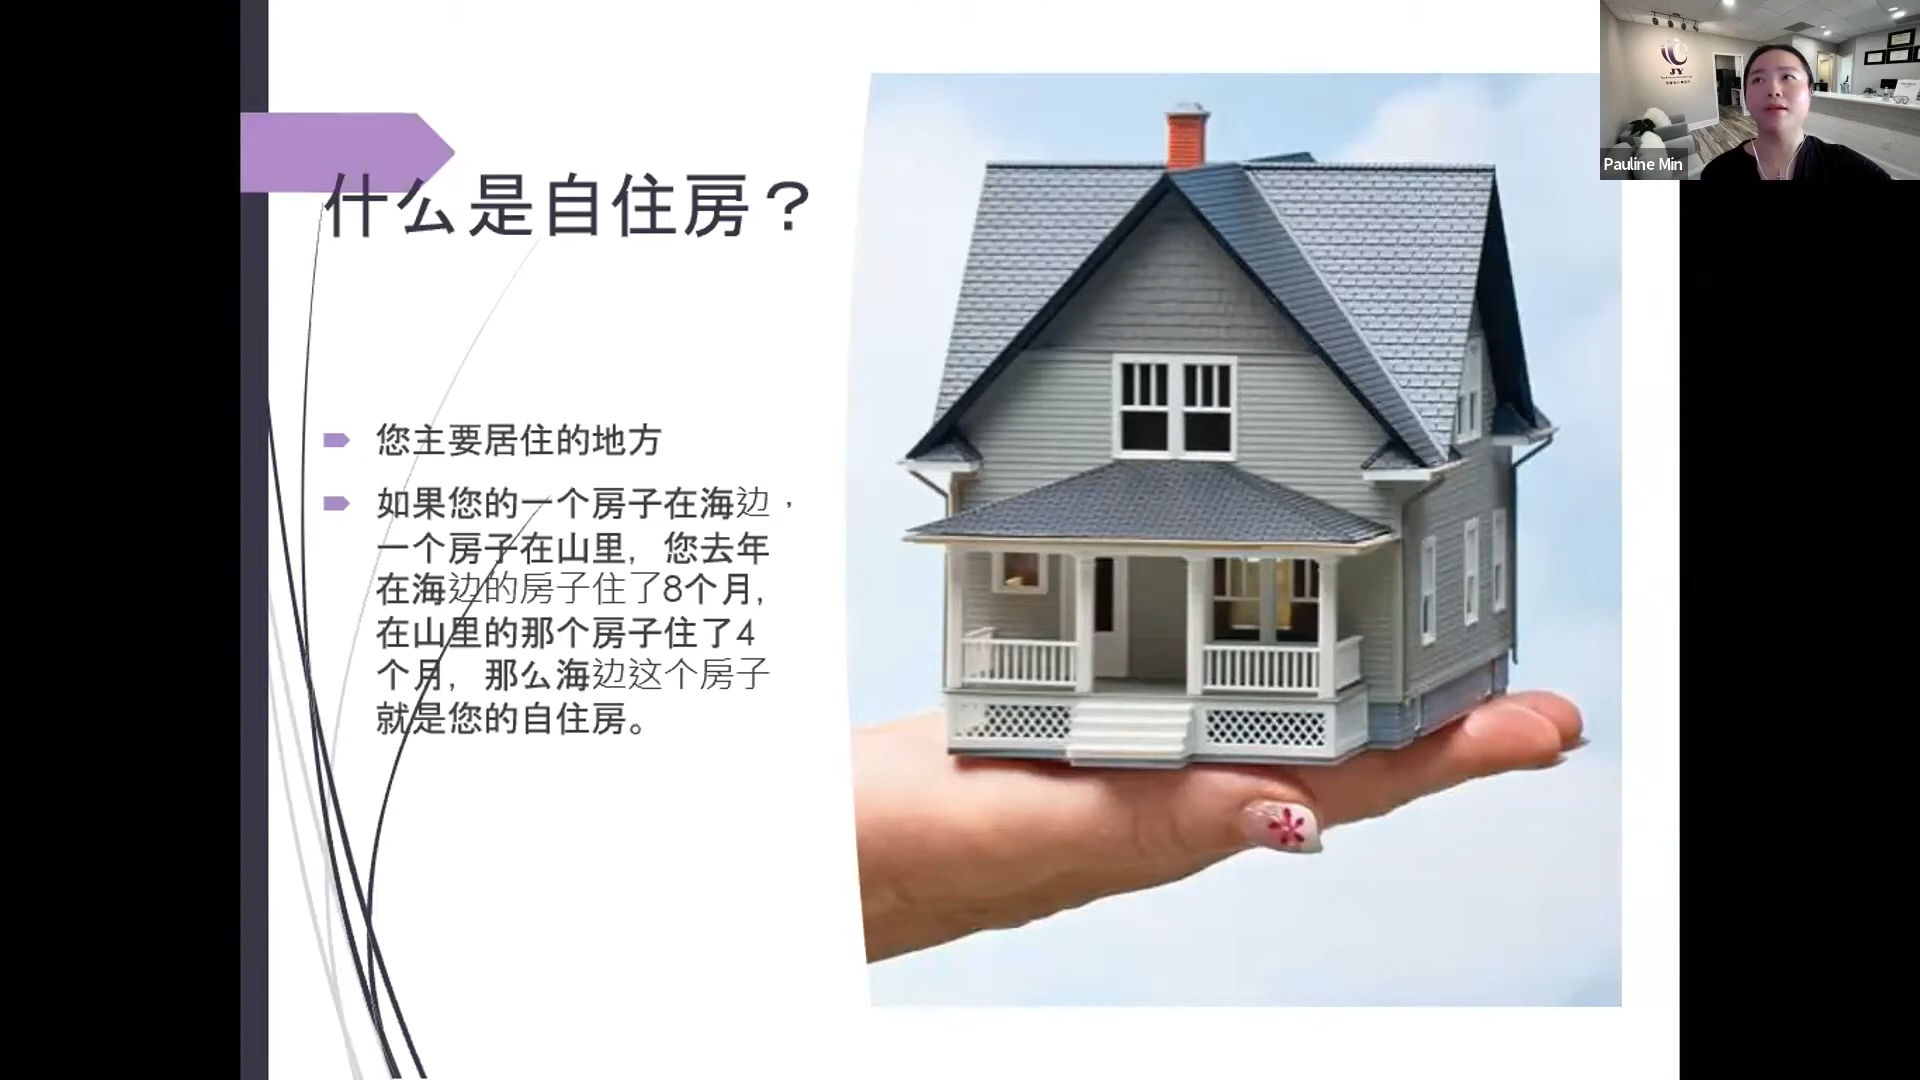 什么是自住房？
您主要居住的地方
如果您的一个房子在海边，
一个房子在山里，您去年
在海边的房子住了8个月，
在山里的那个房子住了4
个月，那么海边这个房子
就是您的自住房。
JY
Pauline Min